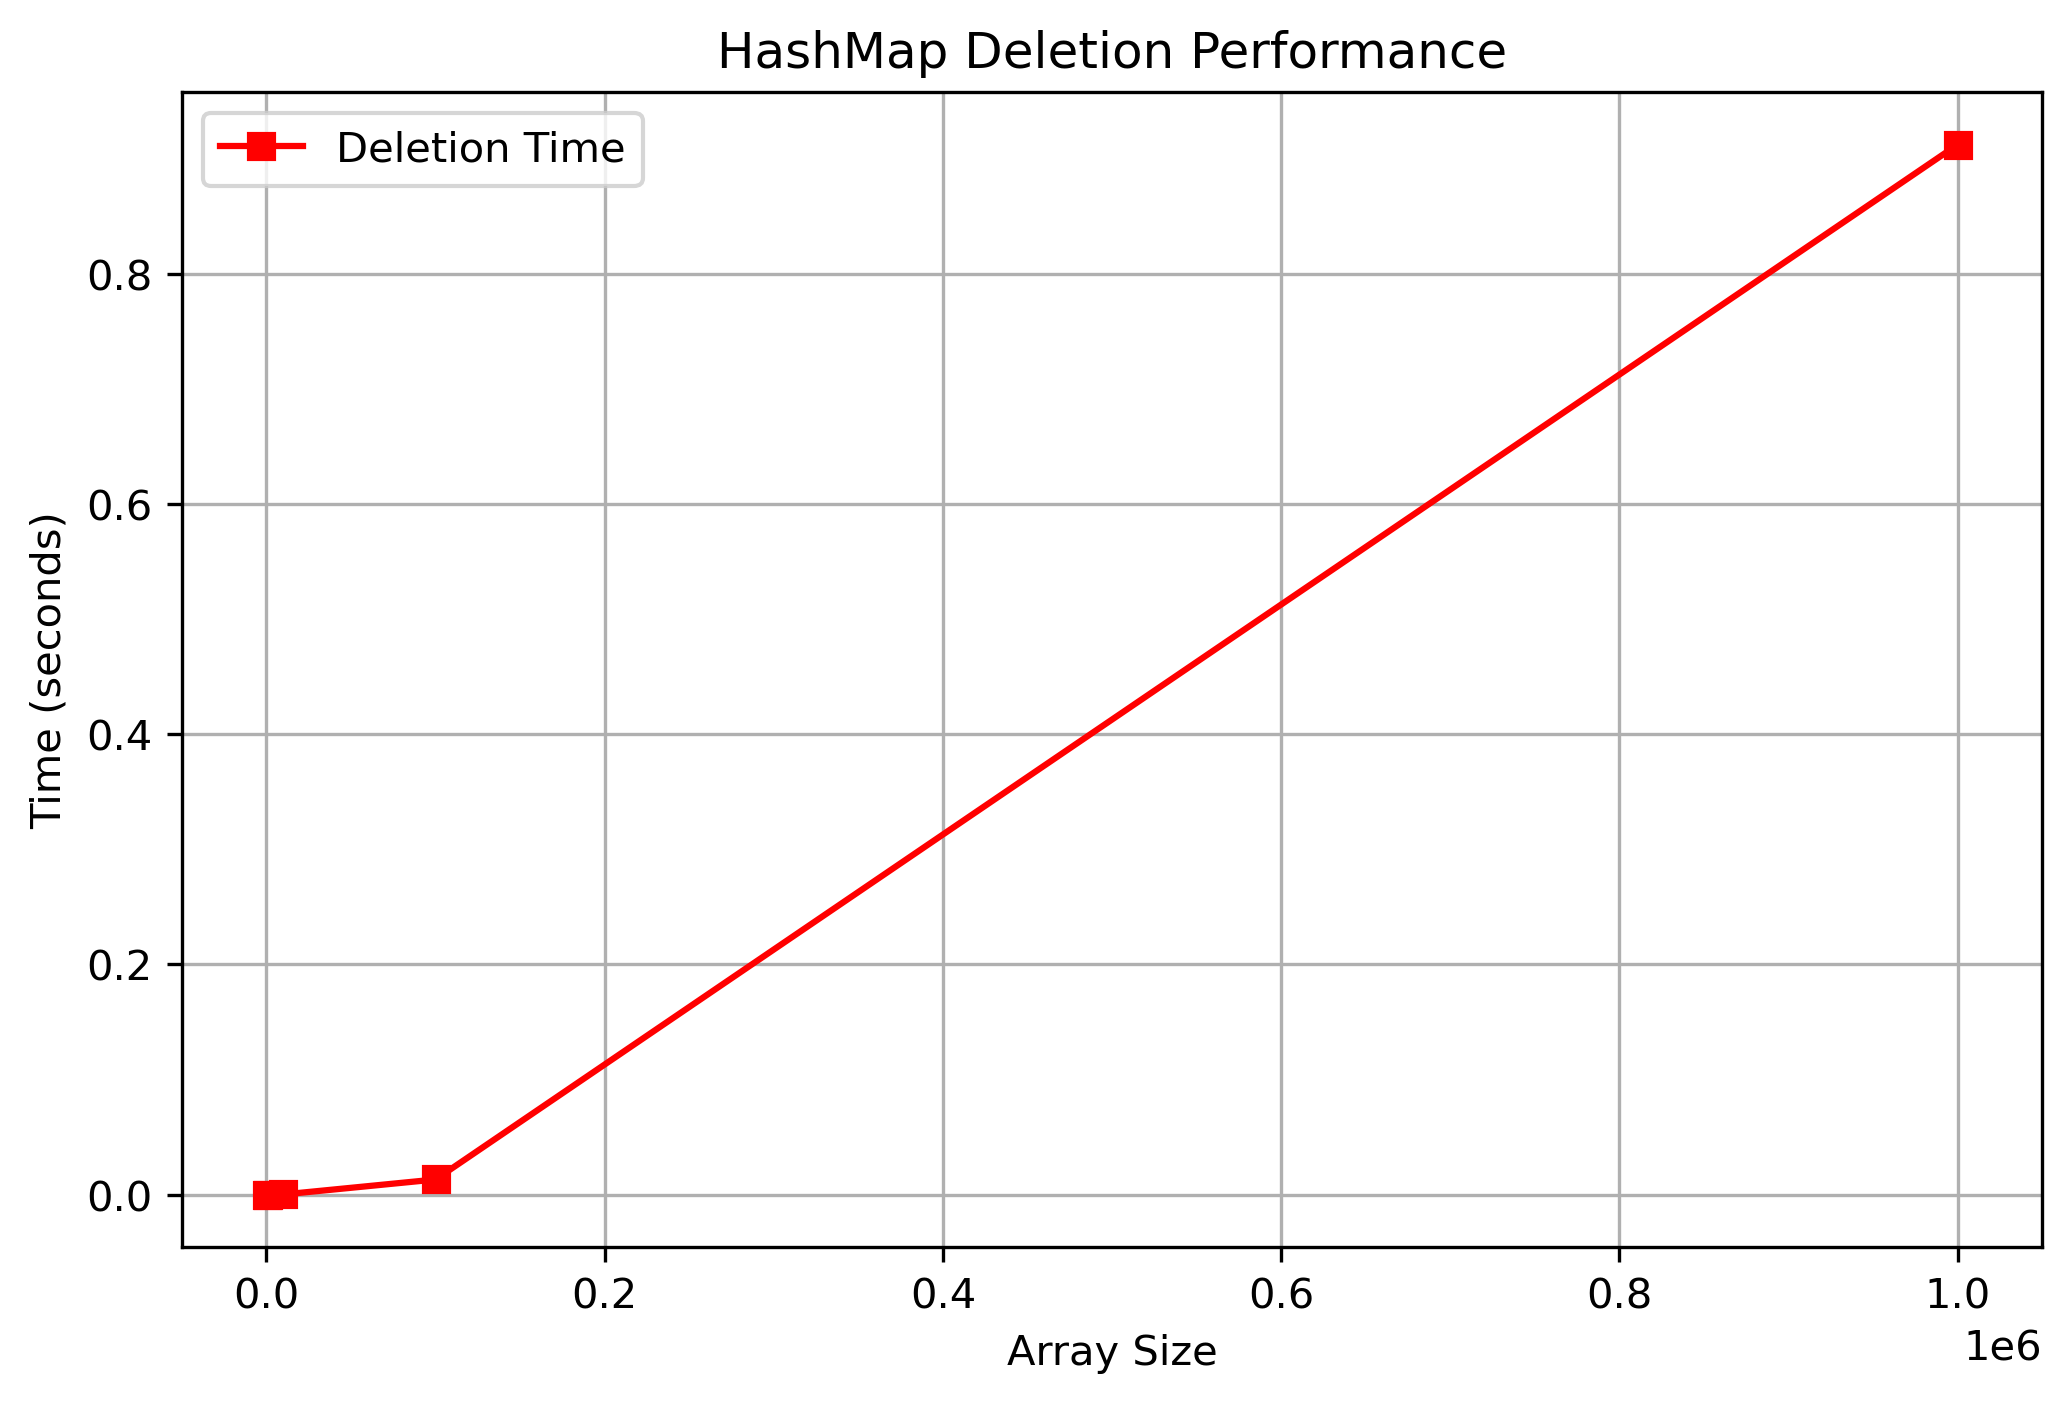 HashMap Deletion Performance
Deletion Time
Time (seconds)
0.8
0.6
0.4
0.2
0.0
0.0 0.2 0.4 0.6 0.8 1.0
1e6
Array Size